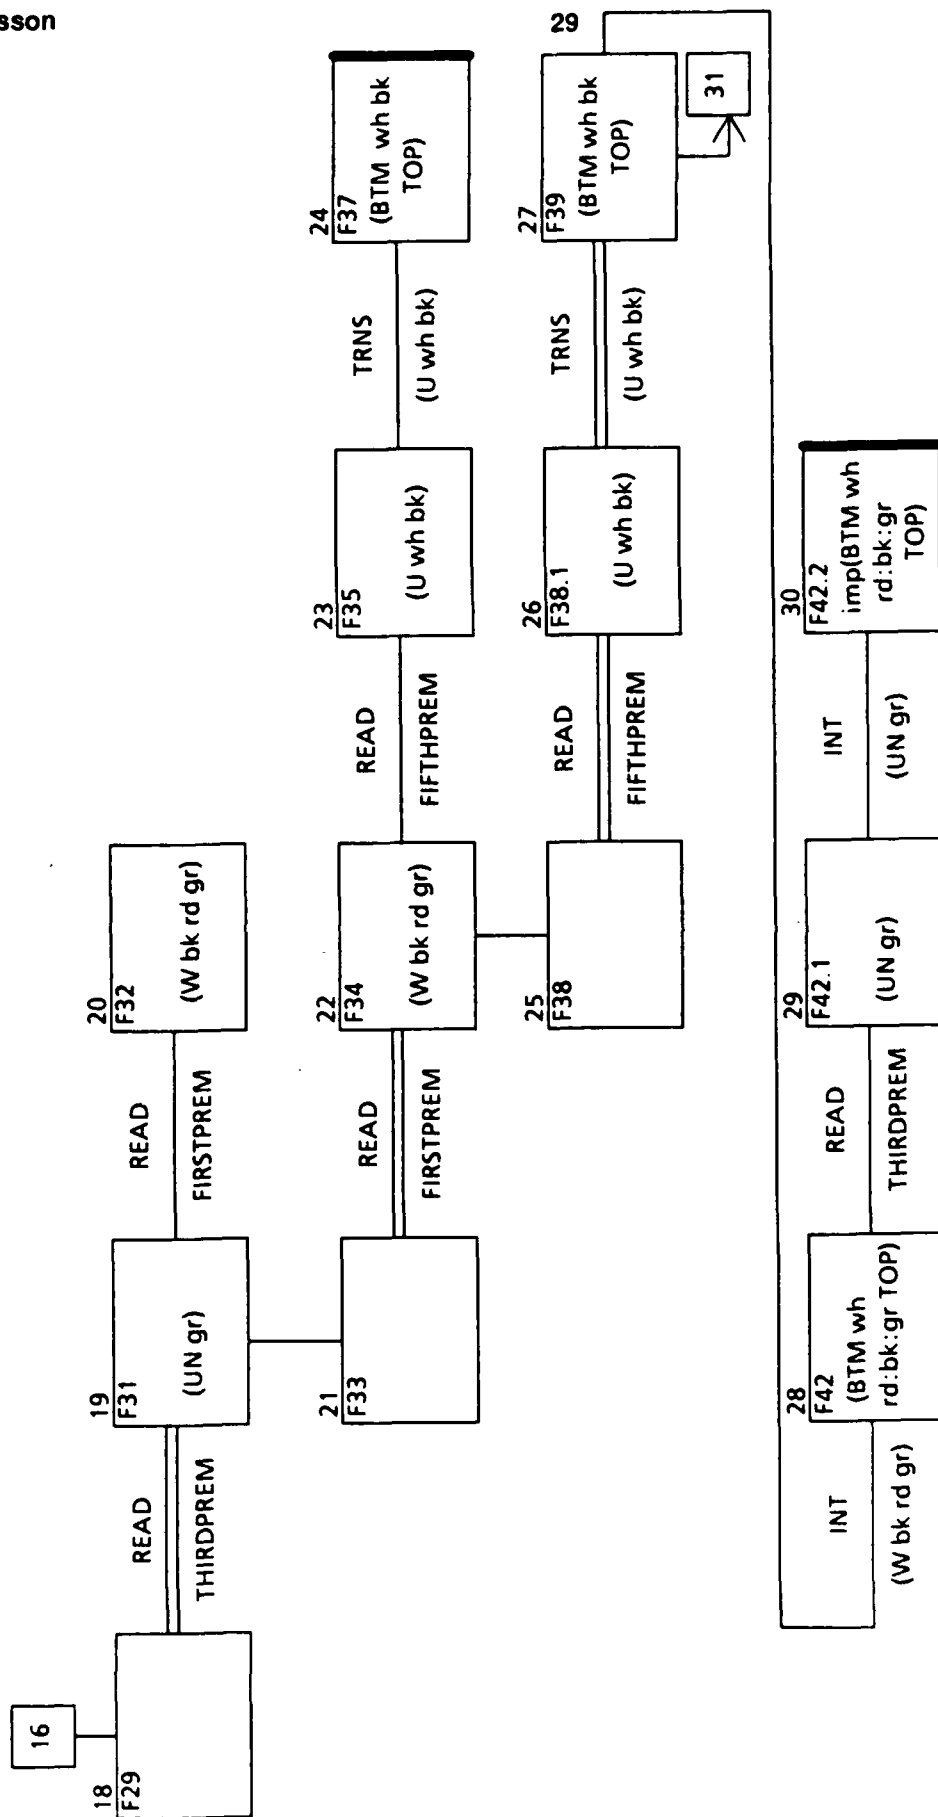 sson
29
16
18
F29
READ
THIRDPREM
19
F31
(UN gr)
READ
FIRSTPREM
20
F32
(W bk rd gr)
21
F33
READ
FIRSTPREM
22
F34
(W bk rd gr)
READ
FIFTHPREM
23
F35
(U wh bk)
TRNS
(U wh bk)
24
F37
(BTM wh bk
TOP)
25
F38
READ
FIFTHPREM
26
F38.1
(U wh bk)
TRNS
(U wh bk)
27
F39
(BTM wh bk
TOP)
31
INT
(W bk rd gr)
28
F42
(BTM wh
rd:bk:gr TOP)
READ
THIRDPREM
29
F42.1
(UN gr)
INT
(UN gr)
30
F42.2
imp(BTM wh
rd:bk:gr
TOP)